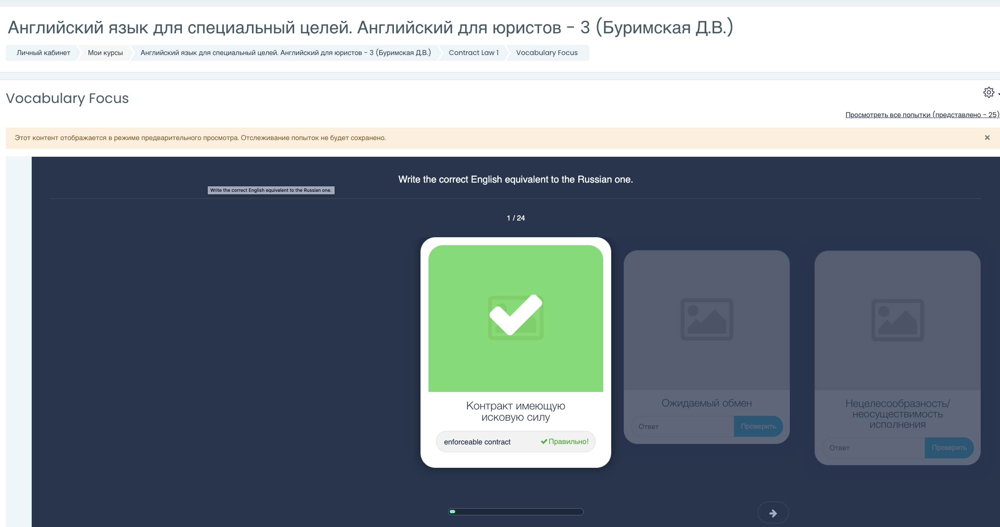 Английский язык для специальный целей. Английский для юристов - 3 (Буримская Д.В.)
Личный кабинет
Мои курсы
Английский язык для специальный целей. Английский для юристов - 3 (Буримская Д.В.)
Contract Law 1
Vocabulary Focus
Vocabulary Focus
Просмотреть все попытки (представлено - 25)
Этот контент отображается в режиме предварительного просмотра. Отслеживание попыток не будет сохранено.
Write the correct English equivalent to the Russian one.
Write the correct English equivalent to the Russian one.
1 / 24
Контракт имеющую
исковую силу
enforceable contract
Правильно!
Ожидаемый обмен
Ответ
Проверить
Нецелесообразность/
неосуществимость
исполнения
Ответ
Проверить